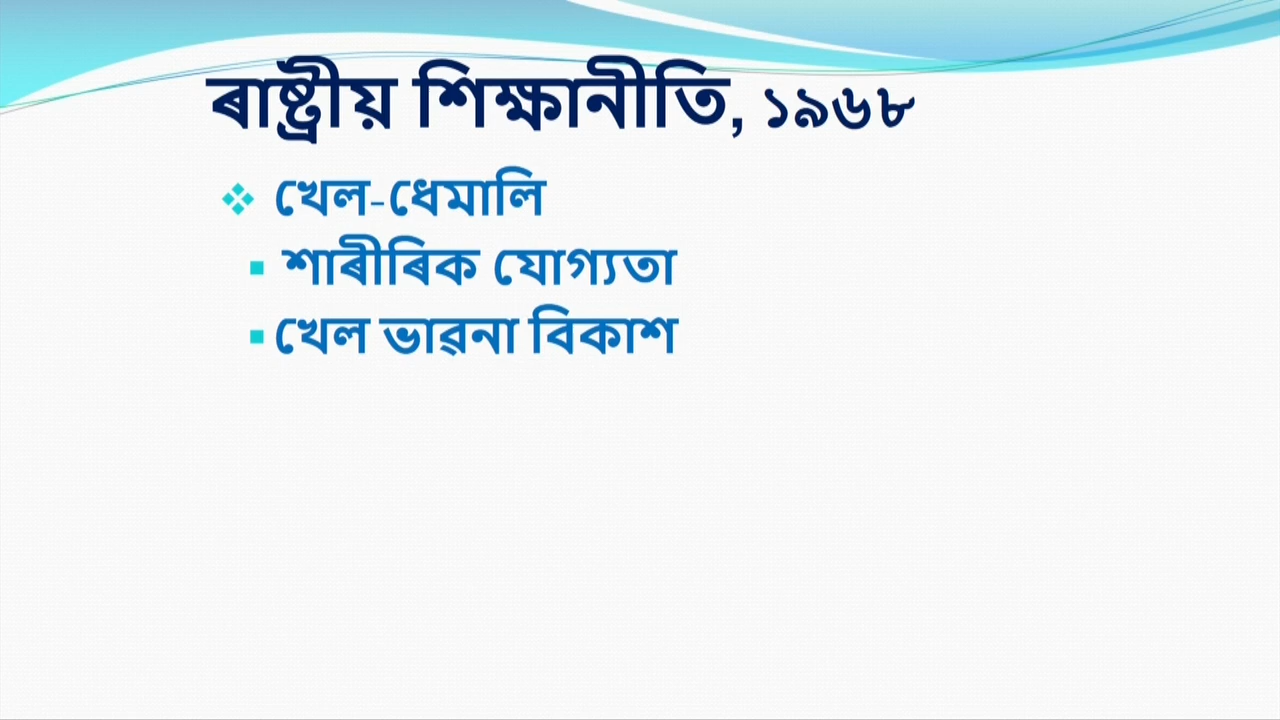 ৰাষ্ট্ৰীয় শিক্ষানীতি, ১৯৬৮
খেল-ধেমালি
শাৰীৰিক যোগ্যতা
খেল ভাৱনা বিকাশ